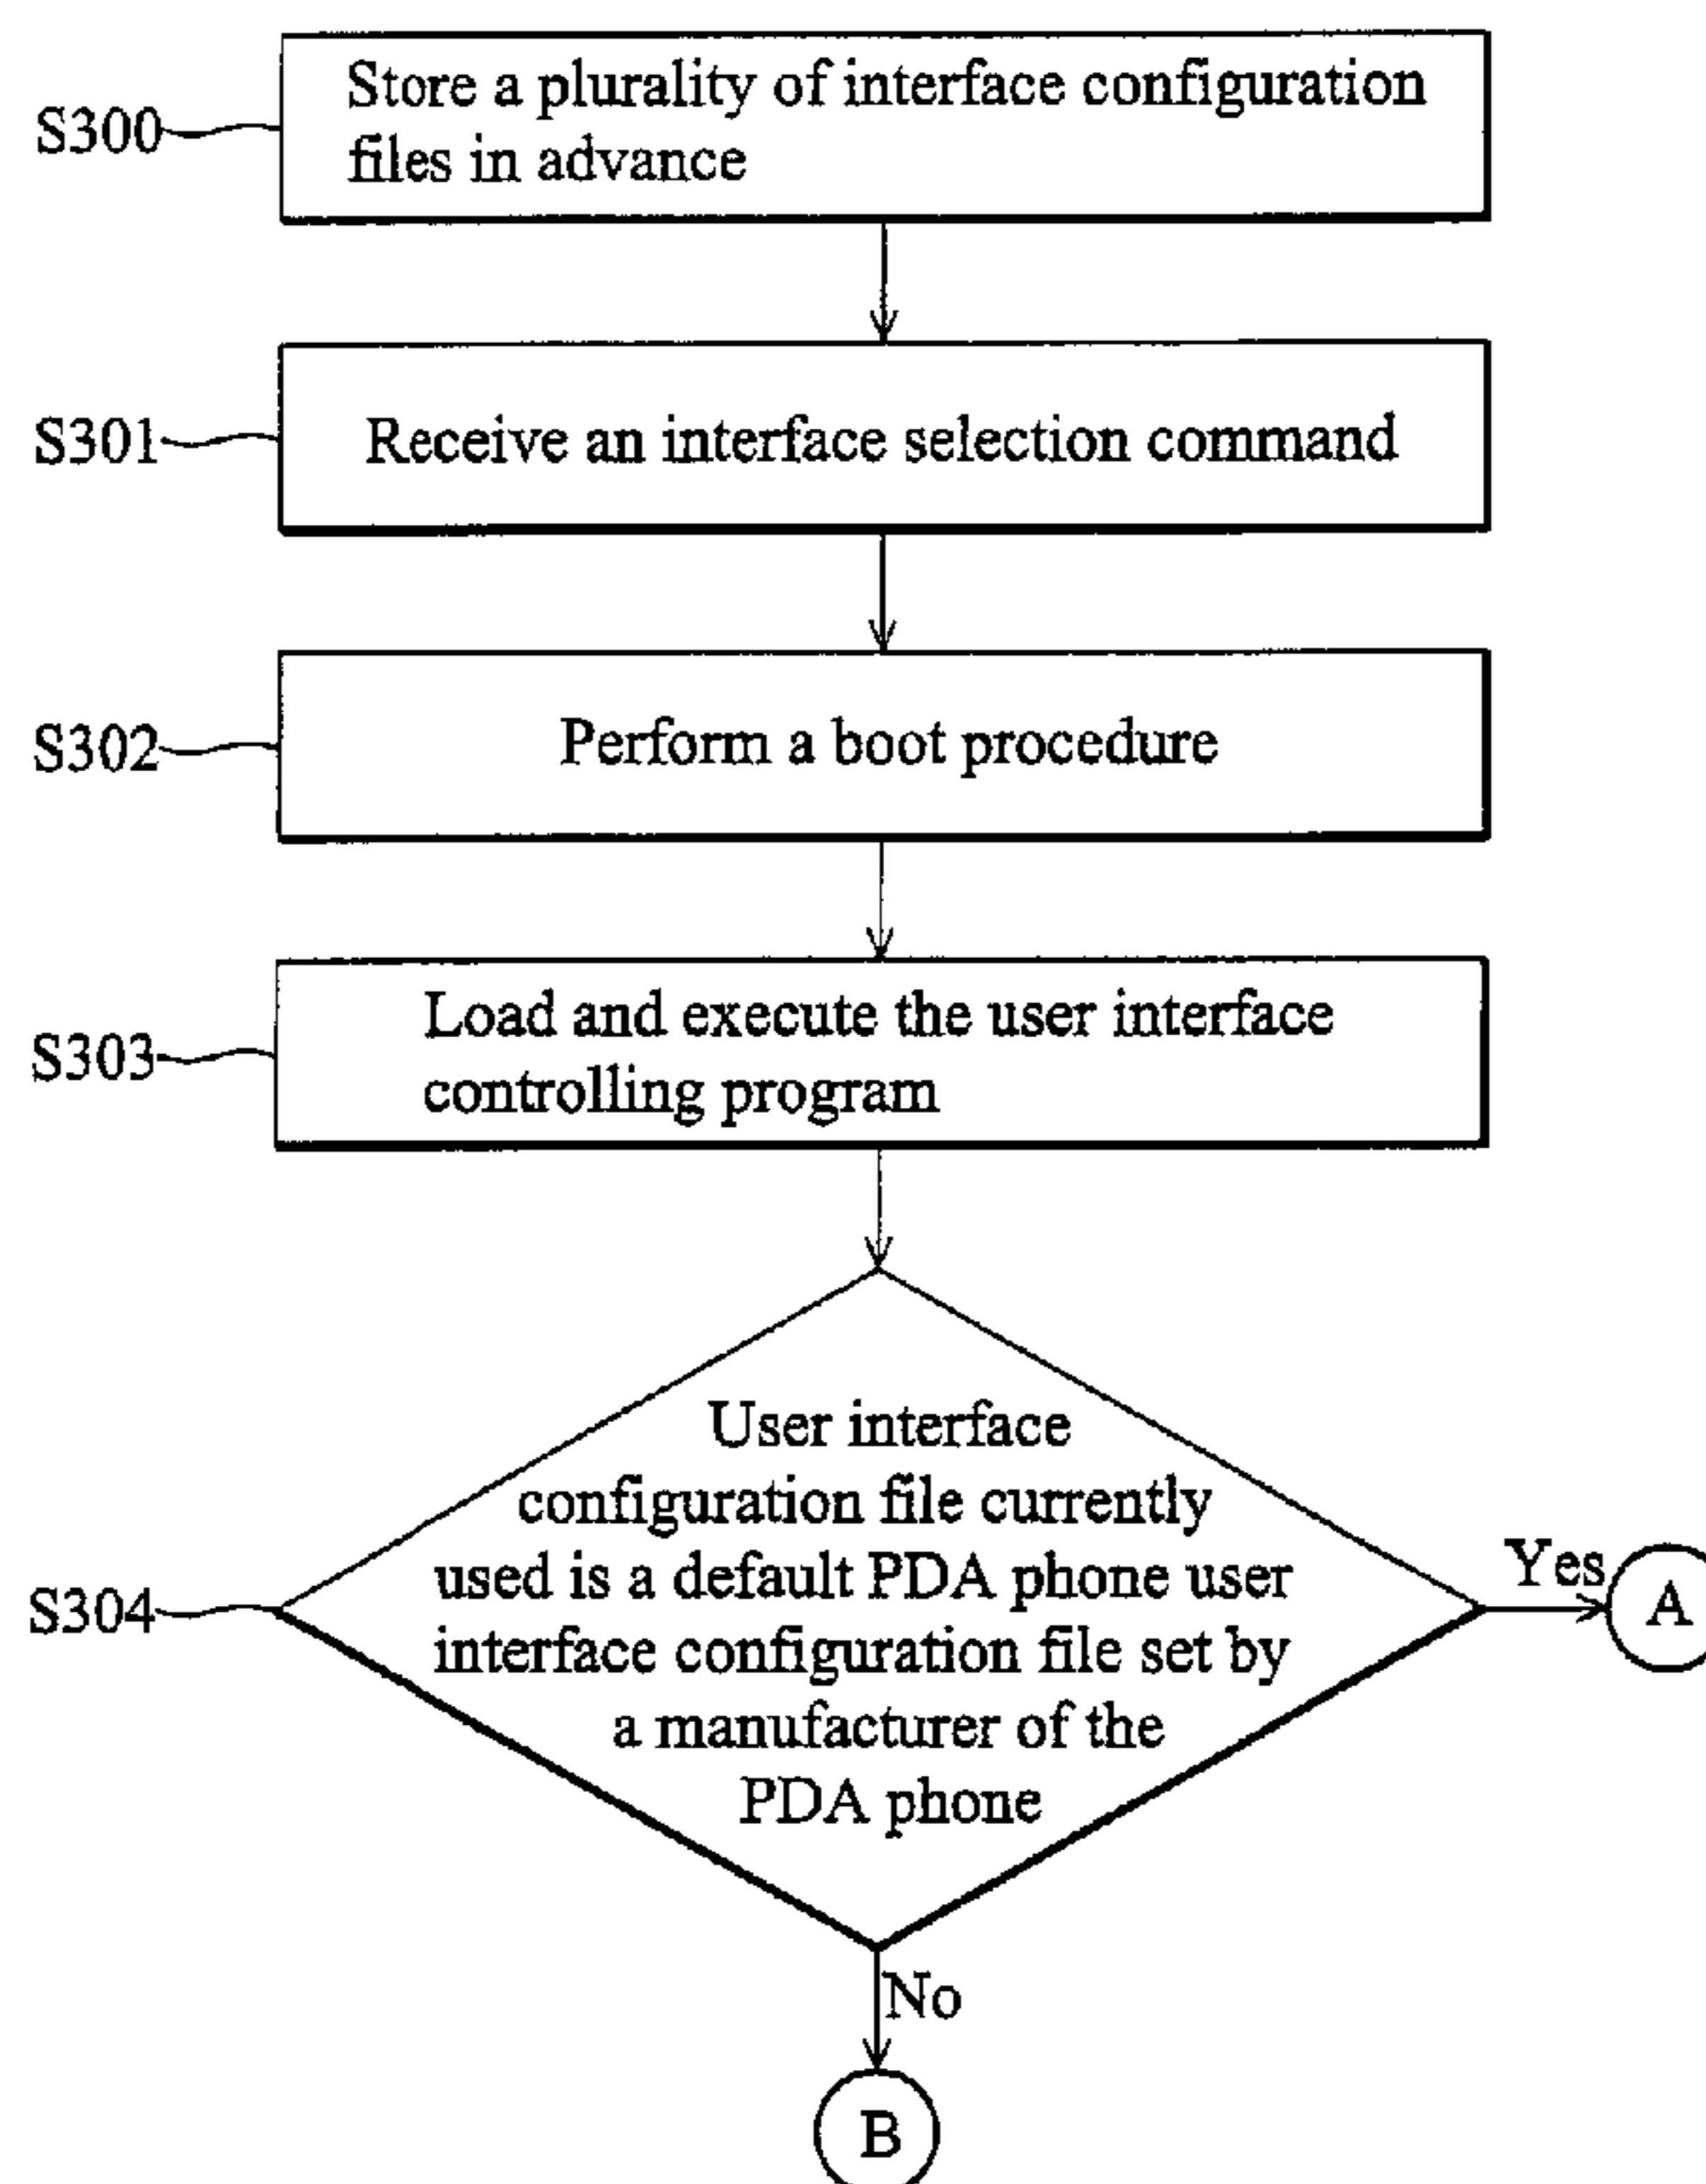 Store a plurality of interface configuration
files in advance
S300
Receive an interface selection command
S301
Perform a boot procedure
S302
Load and execute the user interface
controlling program
S303
User interface
configuration file currently
used is a default PDA phone user
interface configuration file set by
a manufacturer of the
PDA phone
S304
Yes
A
No
B